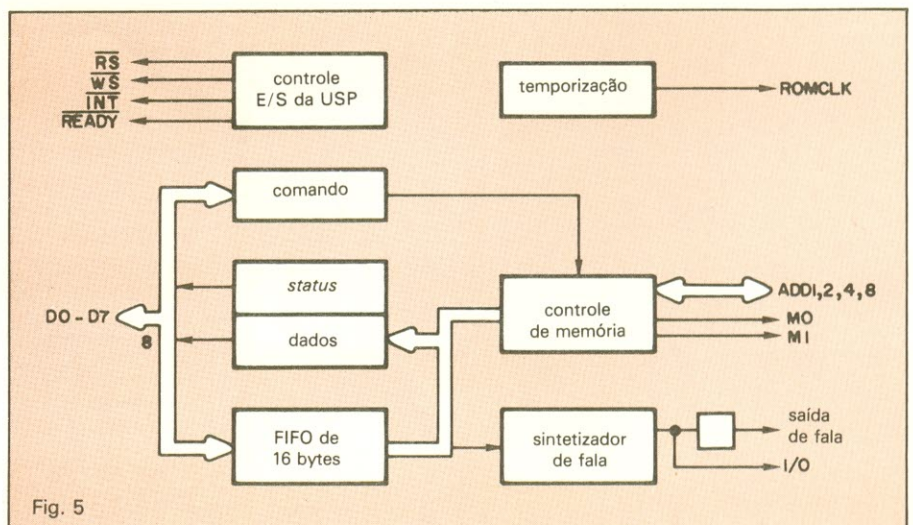 RS
WS
INT
READY
controle
E/S da USP
temporização
ROMCLK
comando
status
dados
D0 - D7
8
FIFO de
16 bytes
controle
de memória
ADD1,2,4,8
M0
M1
sintetizador
de fala
saída
de fala
I/O
Fig. 5